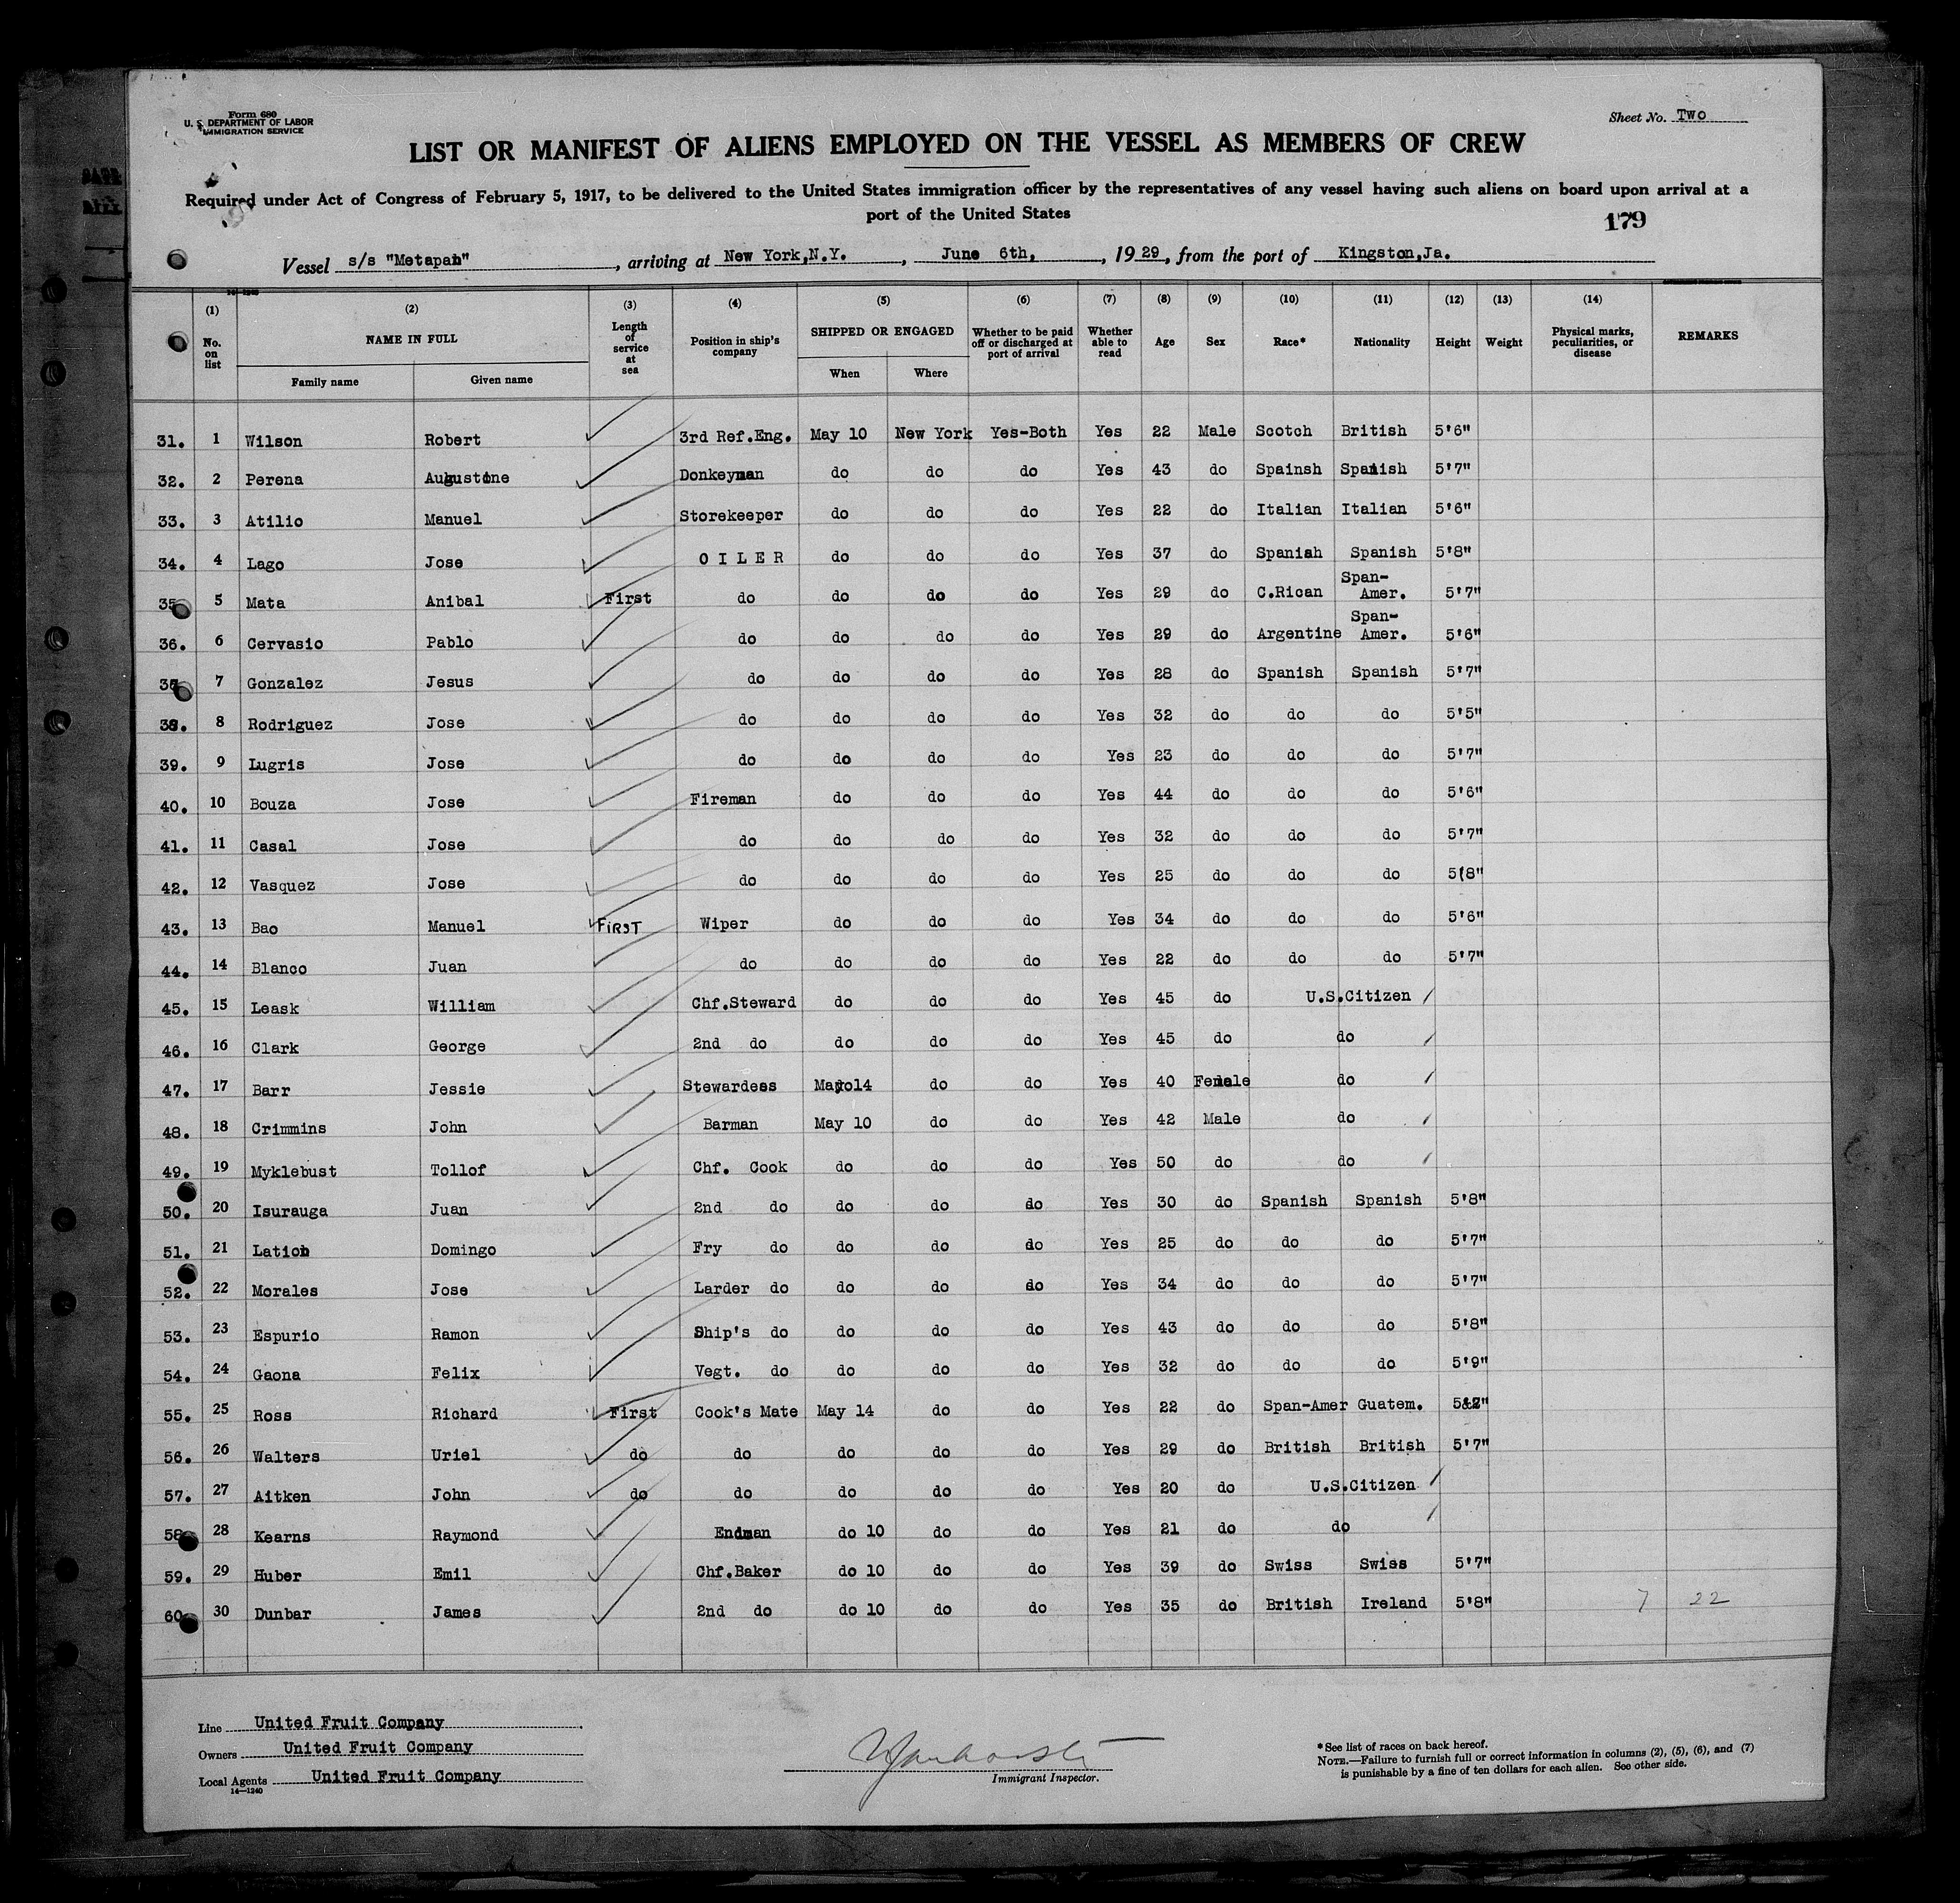 Form 680
U. S. DEPARTMENT OF LABOR
IMMIGRATION SERVICE
Sheet No. Two
LIST OR MANIFEST OF ALIENS EMPLOYED ON THE VESSEL AS MEMBERS OF CREW
Required under Act of Congress of February 5, 1917, to be delivered to the United States immigration officer by the representatives of any vessel having such aliens on board upon arrival at a
port of the United States
179
Vessel s/s "Metapan", arriving at New York,N.Y., June 6th, , 1929, from the port of Kingston,Ja.
(1) (2) (3) (4) (5) (6) (7) (8) (9) (10) (11) (12) (13) (14)
No. on list NAME IN FULL Length of service at sea Position in ship's company SHIPPED OR ENGAGED Whether to be paid off or discharged at port of arrival Whether able to read Age Sex Race* Nationality Height Weight Physical marks, peculiarities, or disease REMARKS
Family name Given name When Where
31. 1 Wilson Robert 3rd Ref.Eng. May 10 New York Yes-Both Yes 22 Male Scotch British 5'6"
32. 2 Perena Augustine Donkeyman do do do Yes 43 do Spainsh Spanish 5'7"
33. 3 Atilio Manuel Storekeeper do do do Yes 22 do Italian Italian 5'6"
34. 4 Lago Jose OILER do do do Yes 37 do Spanish Spanish 5'8"
35. 5 Mata Anibal First do do do do Yes 29 do C.Rican Span-Amer. 5'7"
36. 6 Cervasio Pablo do do do do Yes 29 do Argentine Span-Amer. 5'6"
37. 7 Gonzalez Jesus do do do do Yes 28 do Spanish Spanish 5'7"
38. 8 Rodriguez Jose do do do do Yes 32 do do do 5'5"
39. 9 Lugris Jose do do do do Yes 23 do do do 5'7"
40. 10 Bouza Jose Fireman do do do Yes 44 do do do 5'6"
41. 11 Casal Jose do do do do Yes 32 do do do 5'7"
42. 12 Vasquez Jose do do do do Yes 25 do do do 5(8"
43. 13 Bao Manuel FIRST Wiper do do do Yes 34 do do do 5'6"
44. 14 Blanco Juan do do do do Yes 22 do do do 5'7"
45. 15 Leask William Chf.Steward do do do Yes 45 do U.S.Citizen
46. 16 Clark George 2nd do do do do Yes 45 do do
47. 17 Barr Jessie Stewardess May 14 do do Yes 40 Female do
48. 18 Crimmins John Barman May 10 do do Yes 42 Male do
49. 19 Myklebust Tollof Chf. Cook do do do Yes 50 do do
50. 20 Isurauga Juan 2nd do do do do Yes 30 do Spanish Spanish 5'8"
51. 21 Lation Domingo Fry do do do do Yes 25 do do do 5'7"
52. 22 Morales Jose Larder do do do do Yes 34 do do do 5'7"
53. 23 Espurio Ramon Ship's do do do do Yes 43 do do do 5'8"
54. 24 Gaona Felix Vegt. do do do do Yes 32 do do do 5'9"
55. 25 Ross Richard First Cook's Mate May 14 do do Yes 22 do Span-Amer Guatem.
56. 26 Walters Uriel do do do do do Yes 29 do British British 5'7"
57. 27 Aitken John do do do do do Yes 20 do U.S.Citizen
58. 28 Kearns Raymond Endman do 10 do do Yes 21 do do
59. 29 Huber Emil Chf.Baker do 10 do do Yes 39 do Swiss Swiss 5'7"
60. 30 Dunbar James 2nd do do 10 do do Yes 35 do British Ireland 5'8" 7 22
Line United Fruit Company
Owners United Fruit Company
Local Agents United Fruit Company
14-1240
Immigrant Inspector.
*See list of races on back hereof.
NOTE.—Failure to furnish full or correct information in columns (2), (5), (6), and (7)
is punishable by a fine of ten dollars for each alien. See other side.